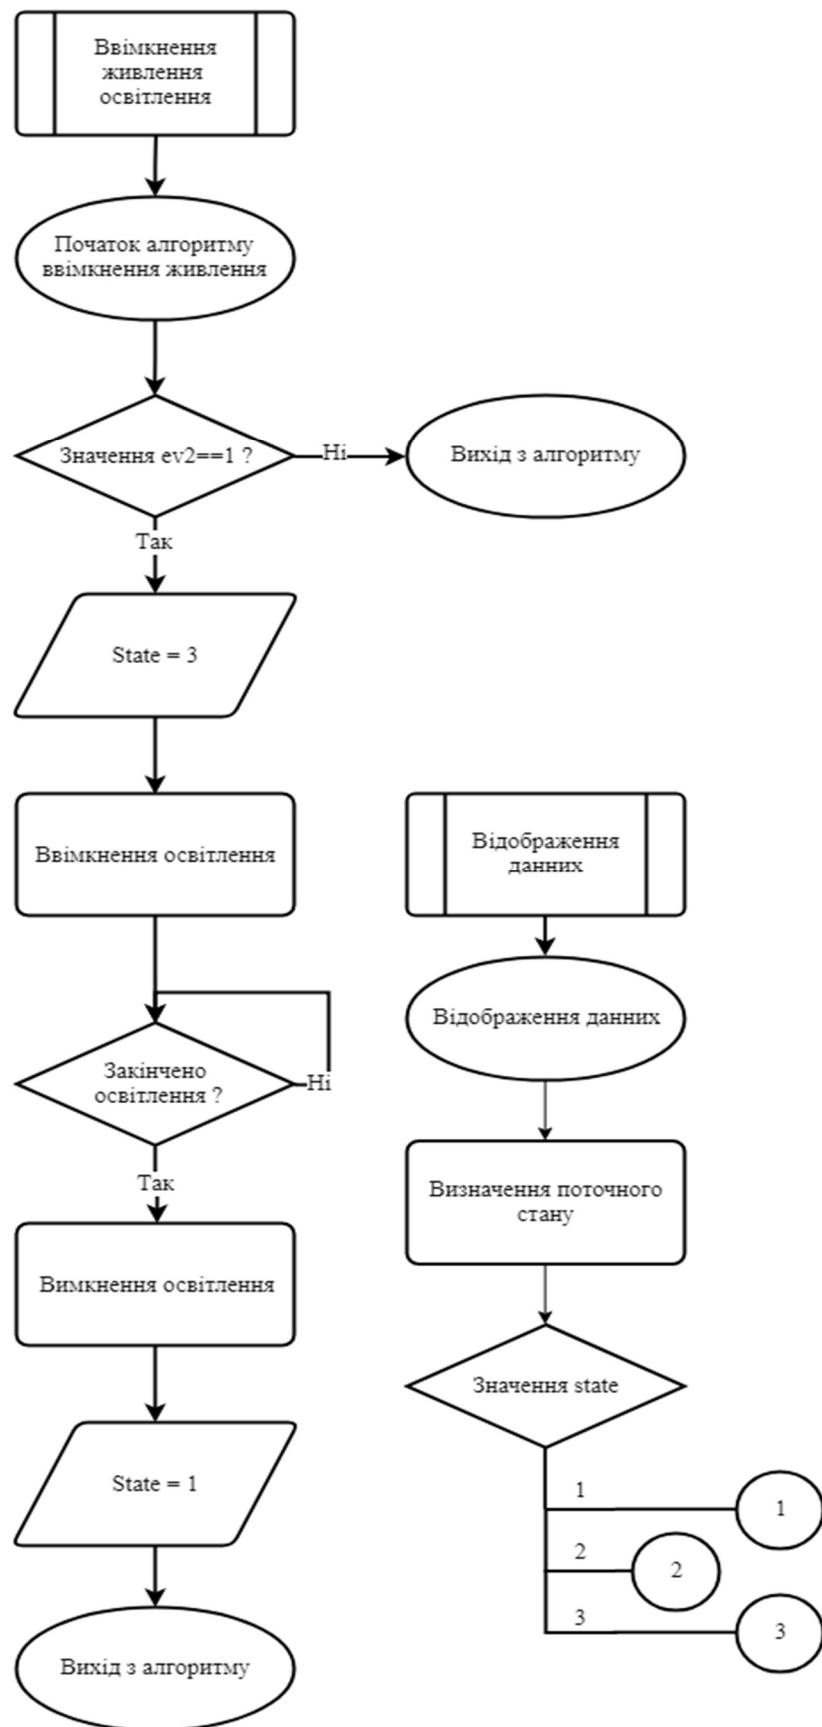 Ввімкнення
живлення
освітлення
Початок алгоритму
ввімкнення живлення
Значення ev2==1 ?
Ні
Вихід з алгоритму
Так
State = 3
Ввімкнення освітлення
Закінчено
освітлення ?
Ні
Так
Вимкнення освітлення
State = 1
Вихід з алгоритму
Відображення
данних
Відображення данних
Визначення поточного
стану
Значення state
1
1
2
2
3
3